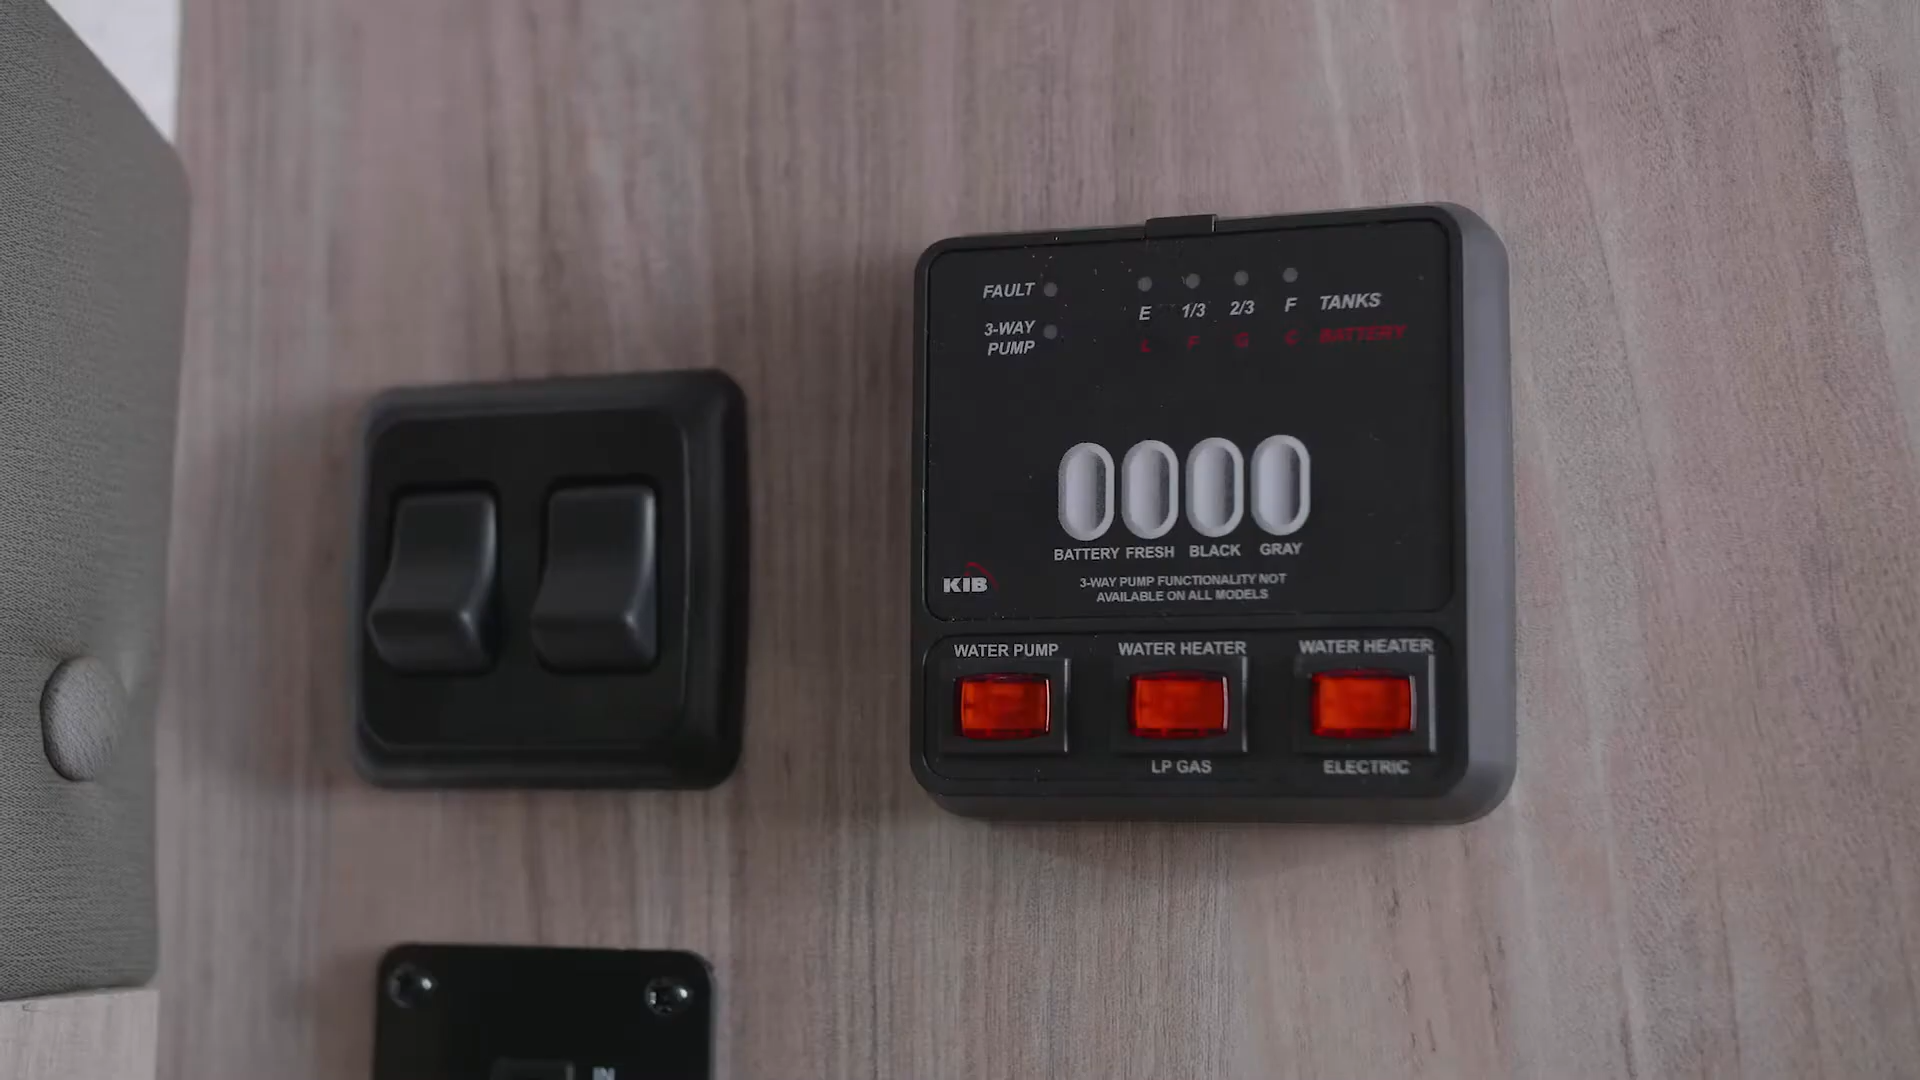 FAULT
E 1/3 2/3 F TANKS
3-WAY
PUMP
L F G C BATTERY
BATTERY FRESH BLACK GRAY
KIB
3-WAY PUMP FUNCTIONALITY NOT
AVAILABLE ON ALL MODELS
WATER PUMP WATER HEATER WATER HEATER
LP GAS ELECTRIC
IN